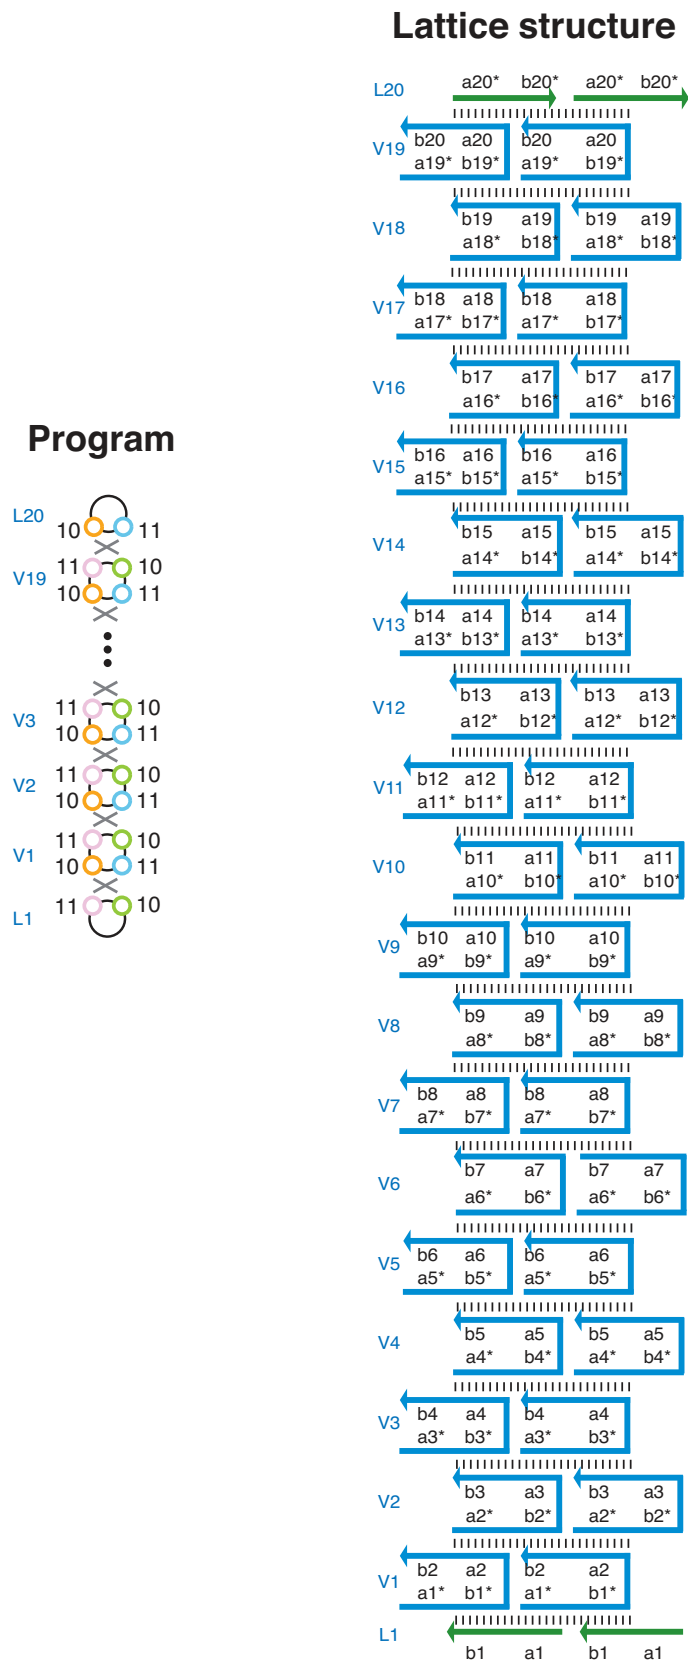 Lattice structure
L20 a20* b20* a20* b20*
V19 b20 a20 b20 a20
a19* b19* a19* b19*
V18 b19 a19 b19 a19
a18* b18* a18* b18*
V17 b18 a18 b18 a18
a17* b17* a17* b17*
V16 b17 a17 b17 a17
a16* b16* a16* b16*
V15 b16 a16 b16 a16
a15* b15* a15* b15*
V14 b15 a15 b15 a15
a14* b14* a14* b14*
V13 b14 a14 b14 a14
a13* b13* a13* b13*
V12 b13 a13 b13 a13
a12* b12* a12* b12*
V11 b12 a12 b12 a12
a11* b11* a11* b11*
V10 b11 a11 b11 a11
a10* b10* a10* b10*
V9 b10 a10 b10 a10
a9* b9* a9* b9*
V8 b9 a9 b9 a9
a8* b8* a8* b8*
V7 b8 a8 b8 a8
a7* b7* a7* b7*
V6 b7 a7 b7 a7
a6* b6* a6* b6*
V5 b6 a6 b6 a6
a5* b5* a5* b5*
V4 b5 a5 b5 a5
a4* b4* a4* b4*
V3 b4 a4 b4 a4
a3* b3* a3* b3*
V2 b3 a3 b3 a3
a2* b2* a2* b2*
V1 b2 a2 b2 a2
a1* b1* a1* b1*
L1
b1 a1 b1 a1
Program
L20
10 11
11 10
V19
10 11
11 10
V3
10 11
11 10
V2
10 11
11 10
V1
10 11
11 10
L1